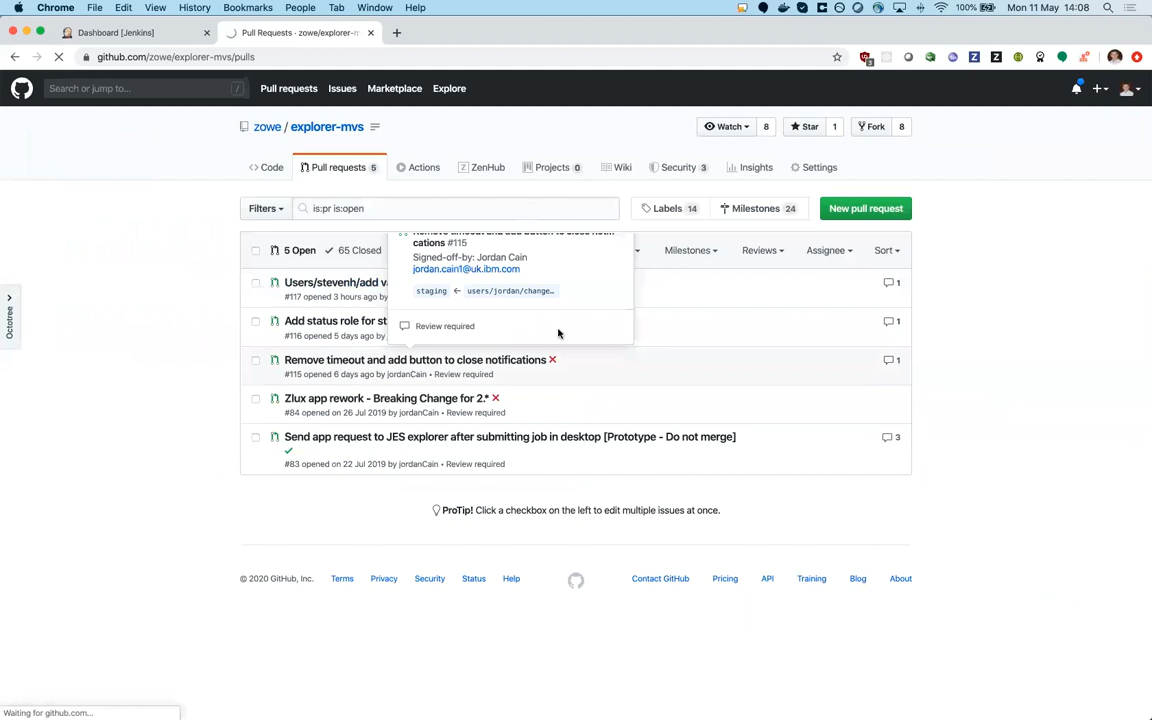 Chrome File Edit View History Bookmarks People Tab Window Help 100% Mon 11 May 14:08
Dashboard [Jenkins] Pull Requests · zowe/explorer-m
github.com/zowe/explorer-mvs/pulls
3
Search or jump to... / Pull requests Issues Marketplace Explore
zowe / explorer-mvs Watch 8 Star 1 Fork 8
Code Pull requests 5 Actions ZenHub Projects 0 Wiki Security 3 Insights Settings
Filters is:pr is:open Labels 14 Milestones 24 New pull request
Remove timeout and add button to close notifi-
5 Open 65 Closed cations #115 Milestones Reviews Assignee Sort
Signed-off-by: Jordan Cain
jordan.cain1@uk.ibm.com
Users/stevenh/add v 1
staging ← users/jordan/change…
#117 opened 3 hours ago by
Add status role for st 1
Review required
#116 opened 5 days ago by
Remove timeout and add button to close notifications 1
#115 opened 6 days ago by jordanCain • Review required
Zlux app rework - Breaking Change for 2.*
#84 opened on 26 Jul 2019 by jordanCain • Review required
Send app request to JES explorer after submitting job in desktop [Prototype - Do not merge] 3
#83 opened on 22 Jul 2019 by jordanCain • Review required
Octotree
ProTip! Click a checkbox on the left to edit multiple issues at once.
© 2020 GitHub, Inc. Terms Privacy Security Status Help Contact GitHub Pricing API Training Blog About
Waiting for github.com...